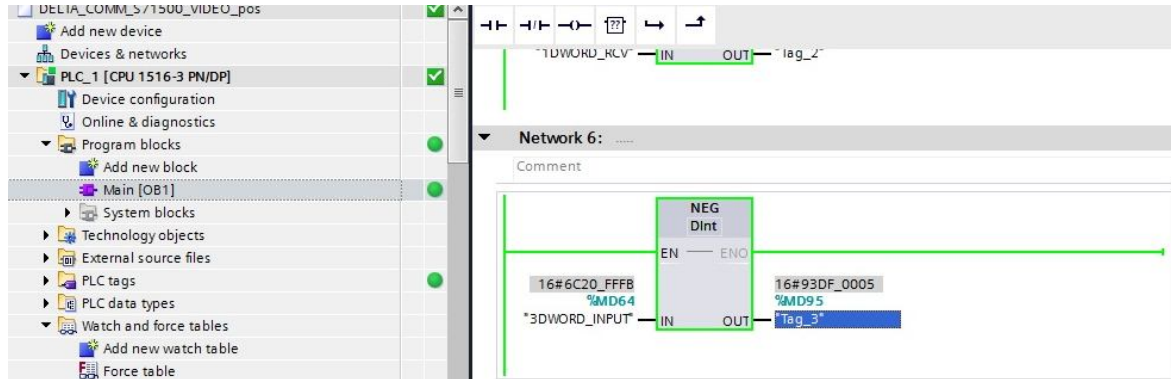 DELTA_COMM_S71500_VIDEO_pos
Add new device
Devices & networks
PLC_1 [CPU 1516-3 PN/DP]
Device configuration
Online & diagnostics
Program blocks
Add new block
Main [OB1]
System blocks
Technology objects
External source files
PLC tags
PLC data types
Watch and force tables
Add new watch table
Force table
??
"1DWORD_RCV" IN OUT "Tag_2"
Network 6: .....
Comment
NEG
DInt
EN ENO
16#6C20_FFFB 16#93DF_0005
%MD64 %MD95
"3DWORD_INPUT" IN OUT "Tag_3"